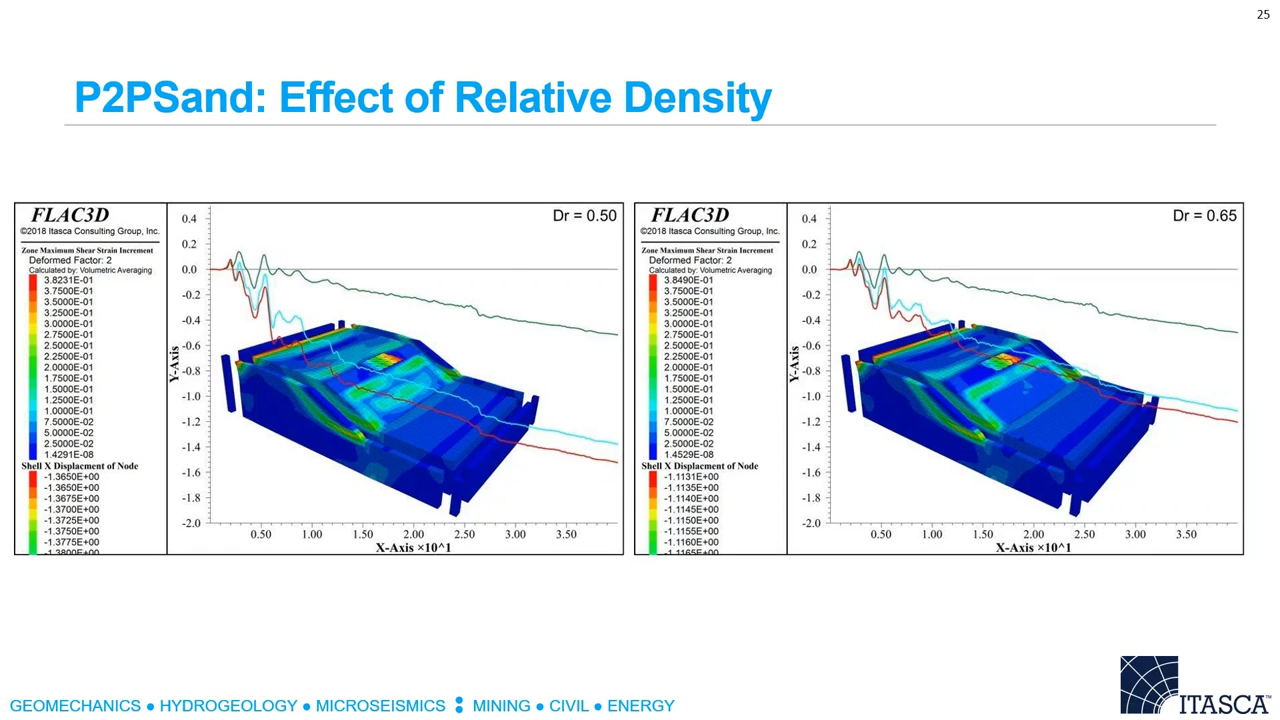 25
P2PSand: Effect of Relative Density
FLAC3D
©2018 Itasca Consulting Group, Inc.
Zone Maximum Shear Strain Increment
Deformed Factor: 2
Calculated by: Volumetric Averaging
3.8231E-01
3.7500E-01
3.5000E-01
3.2500E-01
3.0000E-01
2.7500E-01
2.5000E-01
2.2500E-01
2.0000E-01
1.7500E-01
1.5000E-01
1.2500E-01
1.0000E-01
7.5000E-02
5.0000E-02
2.5000E-02
1.4291E-08
Shell X Displacment of Node
-1.3650E+00
-1.3650E+00
-1.3675E+00
-1.3700E+00
-1.3725E+00
-1.3750E+00
-1.3775E+00
-1.3800E+00
Dr = 0.50
0.4
0.2
0.0
-0.2
-0.4
-0.6
-0.8
-1.0
-1.2
-1.4
-1.6
-1.8
-2.0
Y-Axis
0.50 1.00 1.50 2.00 2.50 3.00 3.50
X-Axis ×10^1
FLAC3D
©2018 Itasca Consulting Group, Inc.
Zone Maximum Shear Strain Increment
Deformed Factor: 2
Calculated by: Volumetric Averaging
3.8490E-01
3.7500E-01
3.5000E-01
3.2500E-01
3.0000E-01
2.7500E-01
2.5000E-01
2.2500E-01
2.0000E-01
1.7500E-01
1.5000E-01
1.2500E-01
1.0000E-01
7.5000E-02
5.0000E-02
2.5000E-02
1.4529E-08
Shell X Displacment of Node
-1.1131E+00
-1.1135E+00
-1.1140E+00
-1.1145E+00
-1.1150E+00
-1.1155E+00
-1.1160E+00
-1.1165E+00
Dr = 0.65
0.4
0.2
0.0
-0.2
-0.4
-0.6
-0.8
-1.0
-1.2
-1.4
-1.6
-1.8
-2.0
Y-Axis
0.50 1.00 1.50 2.00 2.50 3.00 3.50
X-Axis ×10^1
GEOMECHANICS ● HYDROGEOLOGY ● MICROSEISMICS : MINING ● CIVIL ● ENERGY
ITASCA™